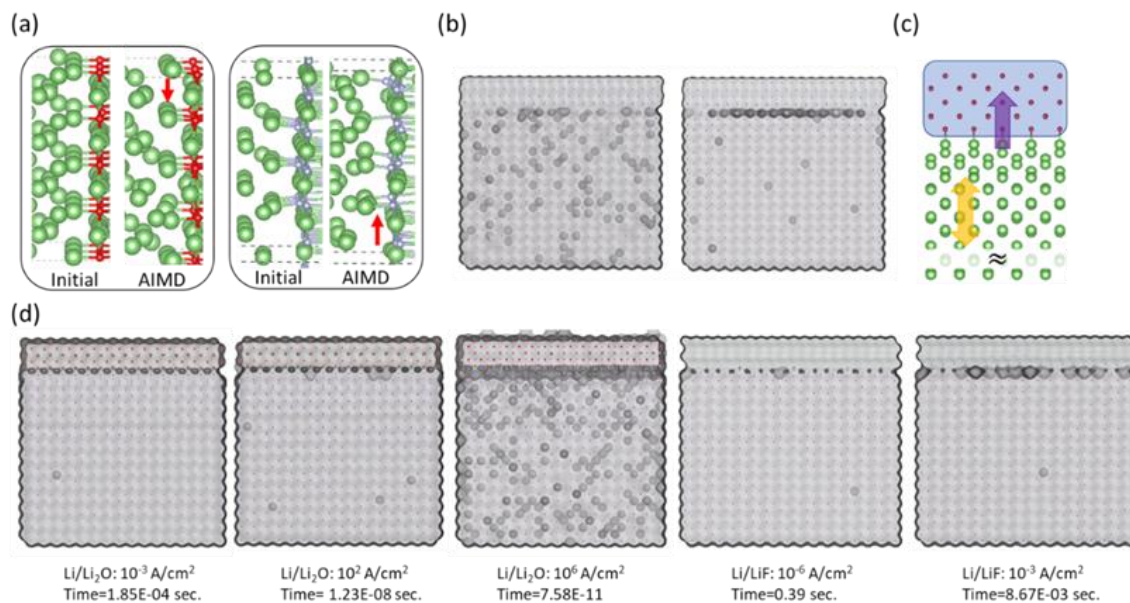 (a)
Initial AIMD Initial AIMD
(b)
(c)
≈
(d)
Li/Li₂O: 10⁻³ A/cm² Li/Li₂O: 10² A/cm² Li/Li₂O: 10⁶ A/cm² Li/LiF: 10⁻⁶ A/cm² Li/LiF: 10⁻³ A/cm²
Time=1.85E-04 sec. Time= 1.23E-08 sec. Time=7.58E-11 Time=0.39 sec. Time=8.67E-03 sec.